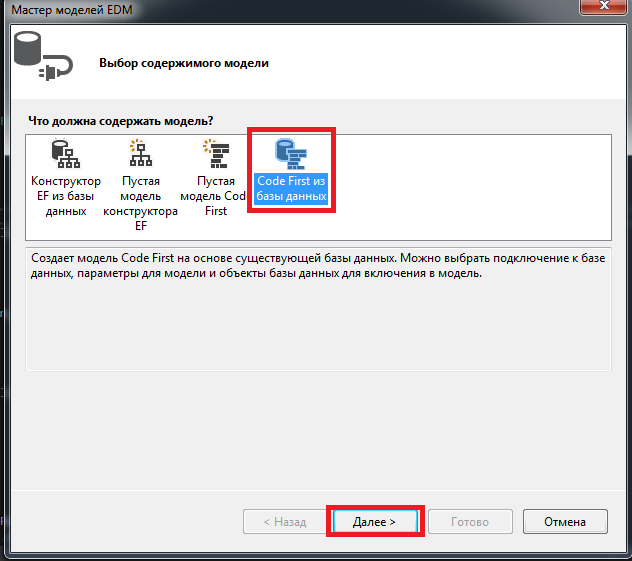 Мастер моделей EDM
Выбор содержимого модели
Что должна содержать модель?
Конструктор
EF из базы
данных
Пустая
модель
конструктора
EF
Пустая
модель Code
First
Code First из
базы данных
Создает модель Code First на основе существующей базы данных. Можно выбрать подключение к базе
данных, параметры для модели и объекты базы данных для включения в модель.
< Назад
Далее >
Готово
Отмена